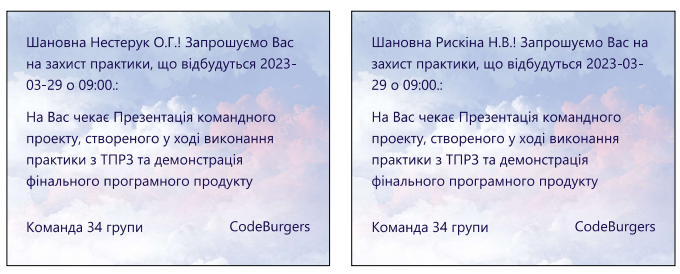 Шановна Нестерук О.Г.! Запрошуємо Вас
на захист практики, що відбудуться 2023-
03-29 о 09:00.:
На Вас чекає Презентація командного
проекту, створеного у ході виконання
практики з ТПРЗ та демонстрація
фінального програмного продукту
Команда 34 групи CodeBurgers
Шановна Рискіна Н.В.! Запрошуємо Вас на
захист практики, що відбудуться 2023-03-
29 о 09:00.:
На Вас чекає Презентація командного
проекту, створеного у ході виконання
практики з ТПРЗ та демонстрація
фінального програмного продукту
Команда 34 групи CodeBurgers